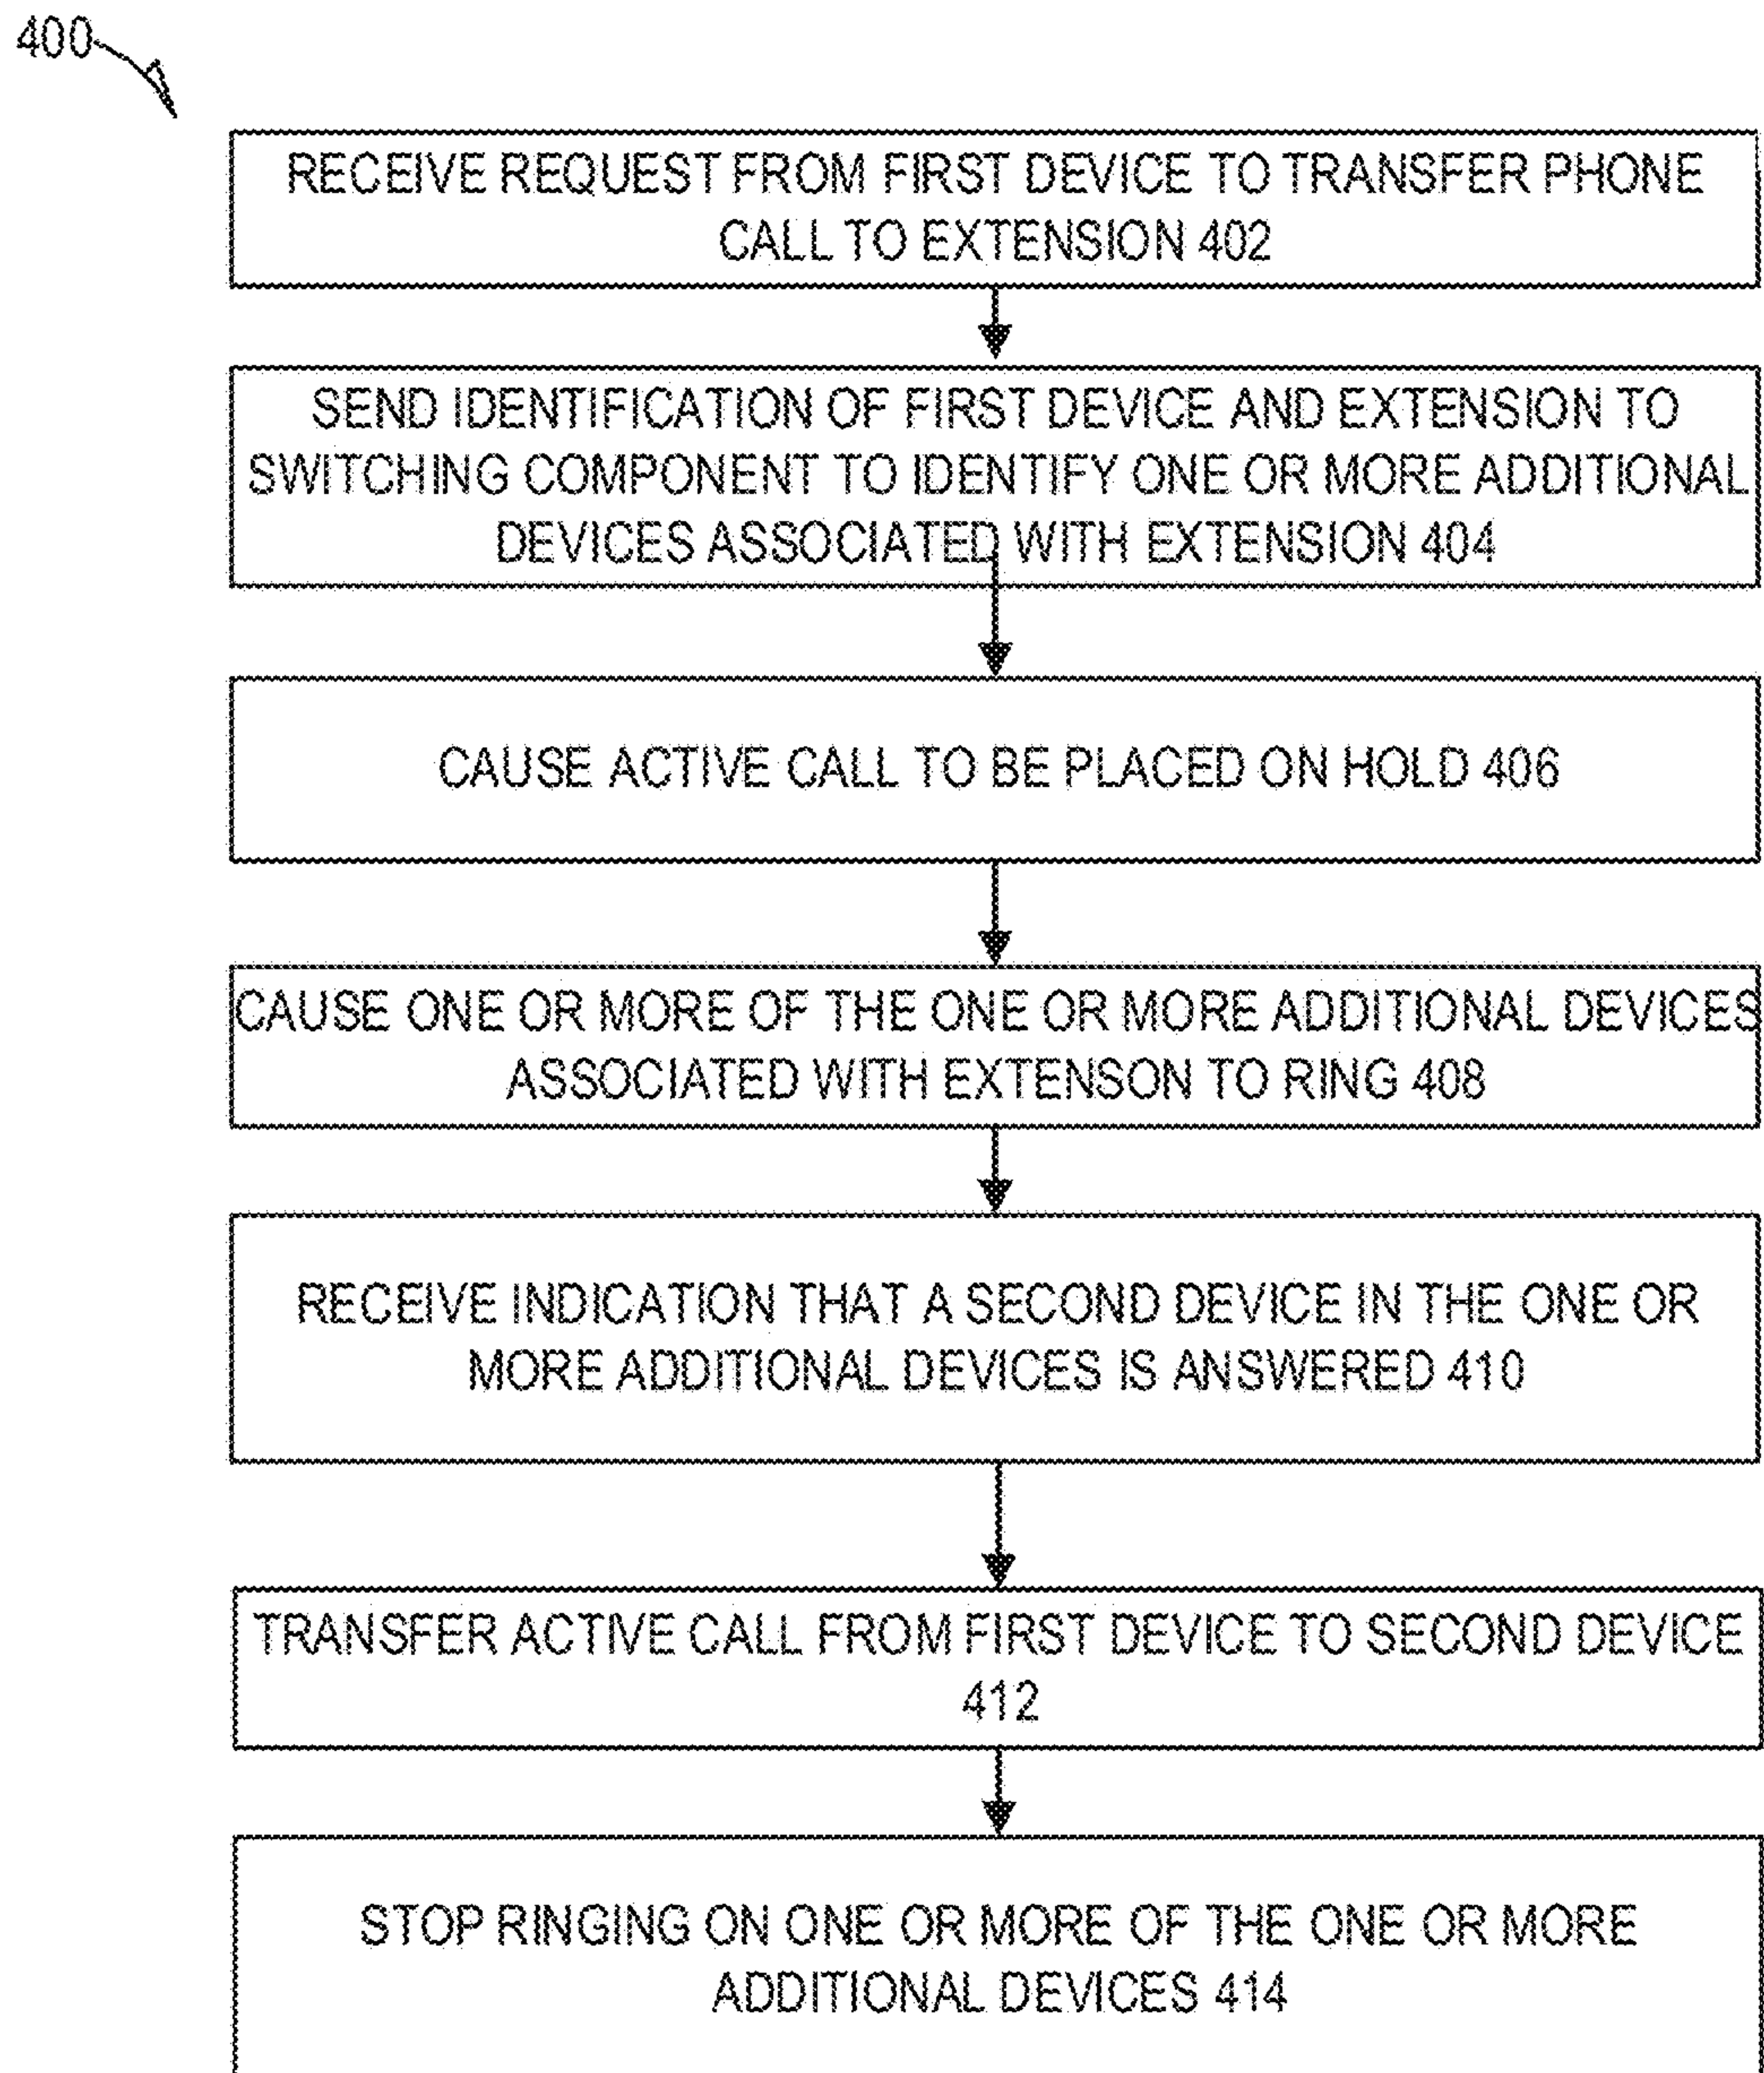 400
RECEIVE REQUEST FROM FIRST DEVICE TO TRANSFER PHONE
CALL TO EXTENSION 402
SEND IDENTIFICATION OF FIRST DEVICE AND EXTENSION TO
SWITCHING COMPONENT TO IDENTIFY ONE OR MORE ADDITIONAL
DEVICES ASSOCIATED WITH EXTENSION 404
CAUSE ACTIVE CALL TO BE PLACED ON HOLD 406
CAUSE ONE OR MORE OF THE ONE OR MORE ADDITIONAL DEVICES
ASSOCIATED WITH EXTENSON TO RING 408
RECEIVE INDICATION THAT A SECOND DEVICE IN THE ONE OR
MORE ADDITIONAL DEVICES IS ANSWERED 410
TRANSFER ACTIVE CALL FROM FIRST DEVICE TO SECOND DEVICE
412
STOP RINGING ON ONE OR MORE OF THE ONE OR MORE
ADDITIONAL DEVICES 414